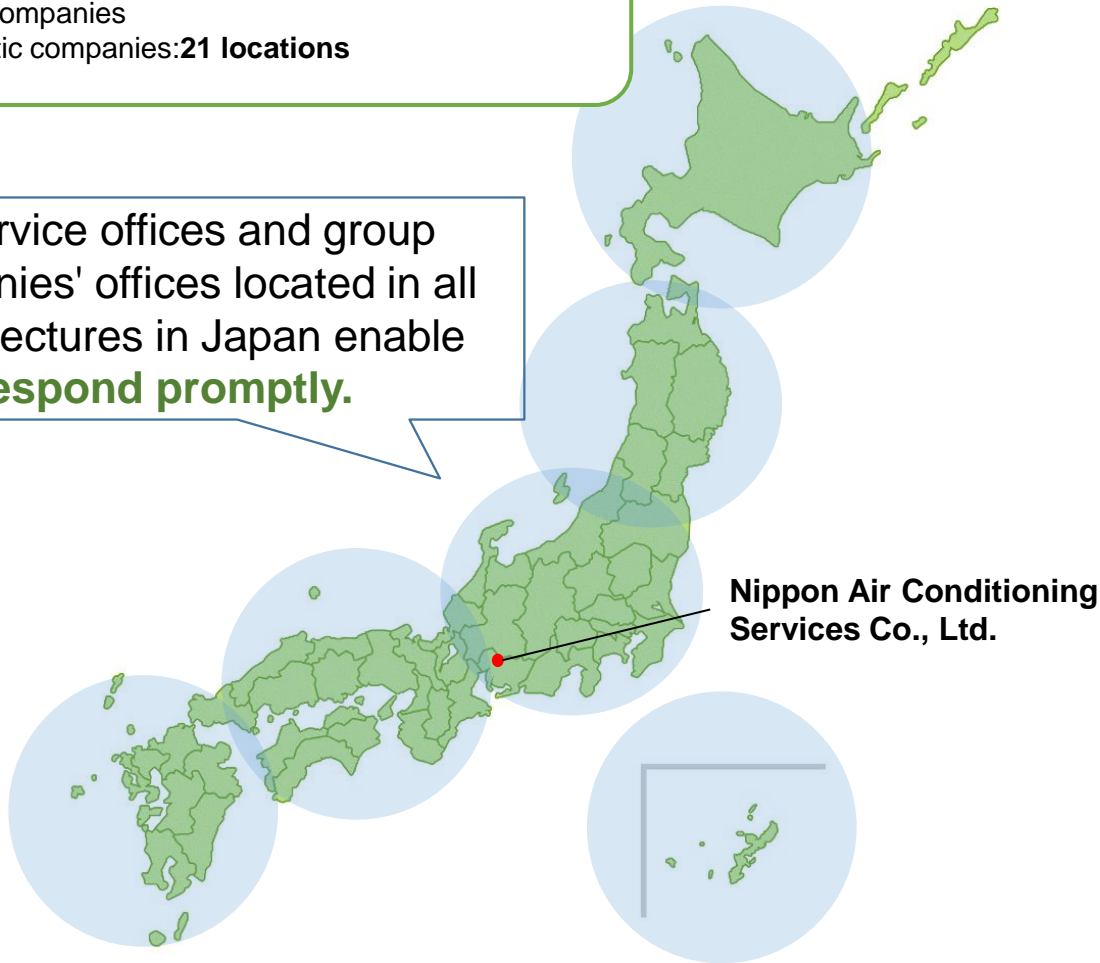 ompanies
tic companies:21 locations
rvice offices and group
nies' offices located in all
ectures in Japan enable
espond promptly.
Nippon Air Conditioning
Services Co., Ltd.